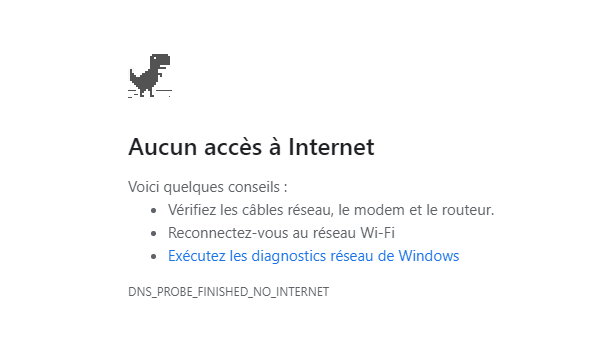 Aucun accès à Internet
Voici quelques conseils :
• Vérifiez les câbles réseau, le modem et le routeur.
• Reconnectez-vous au réseau Wi-Fi
• Exécutez les diagnostics réseau de Windows
DNS_PROBE_FINISHED_NO_INTERNET